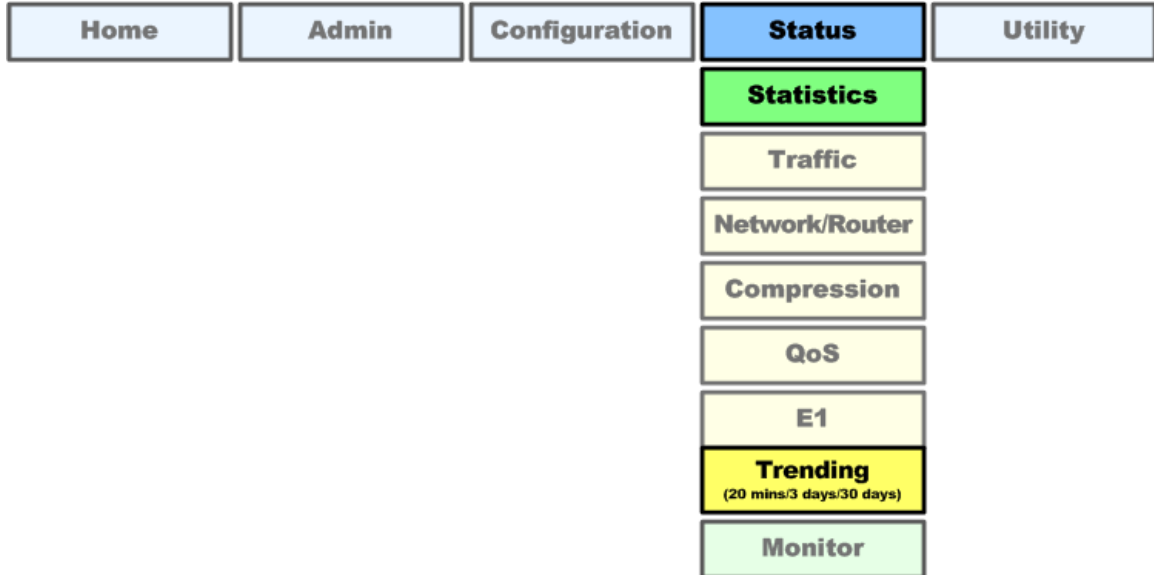 Home Admin Configuration Status Utility
Statistics
Traffic
Network/Router
Compression
QoS
E1
Trending
(20 mins/3 days/30 days)
Monitor